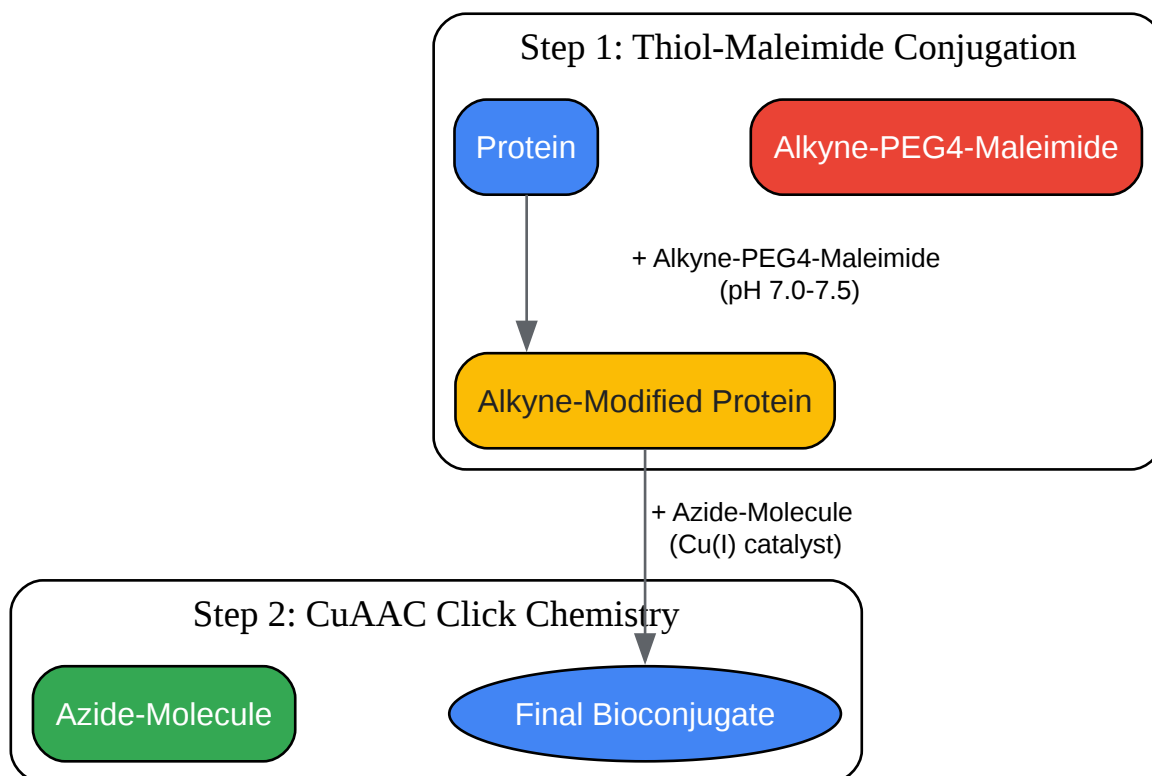 Step 1: Thiol-Maleimide Conjugation
Protein
Alkyne-PEG4-Maleimide
+ Alkyne-PEG4-Maleimide
(pH 7.0-7.5)
Alkyne-Modified Protein
+ Azide-Molecule
(Cu(I) catalyst)
Step 2: CuAAC Click Chemistry
Azide-Molecule
Final Bioconjugate